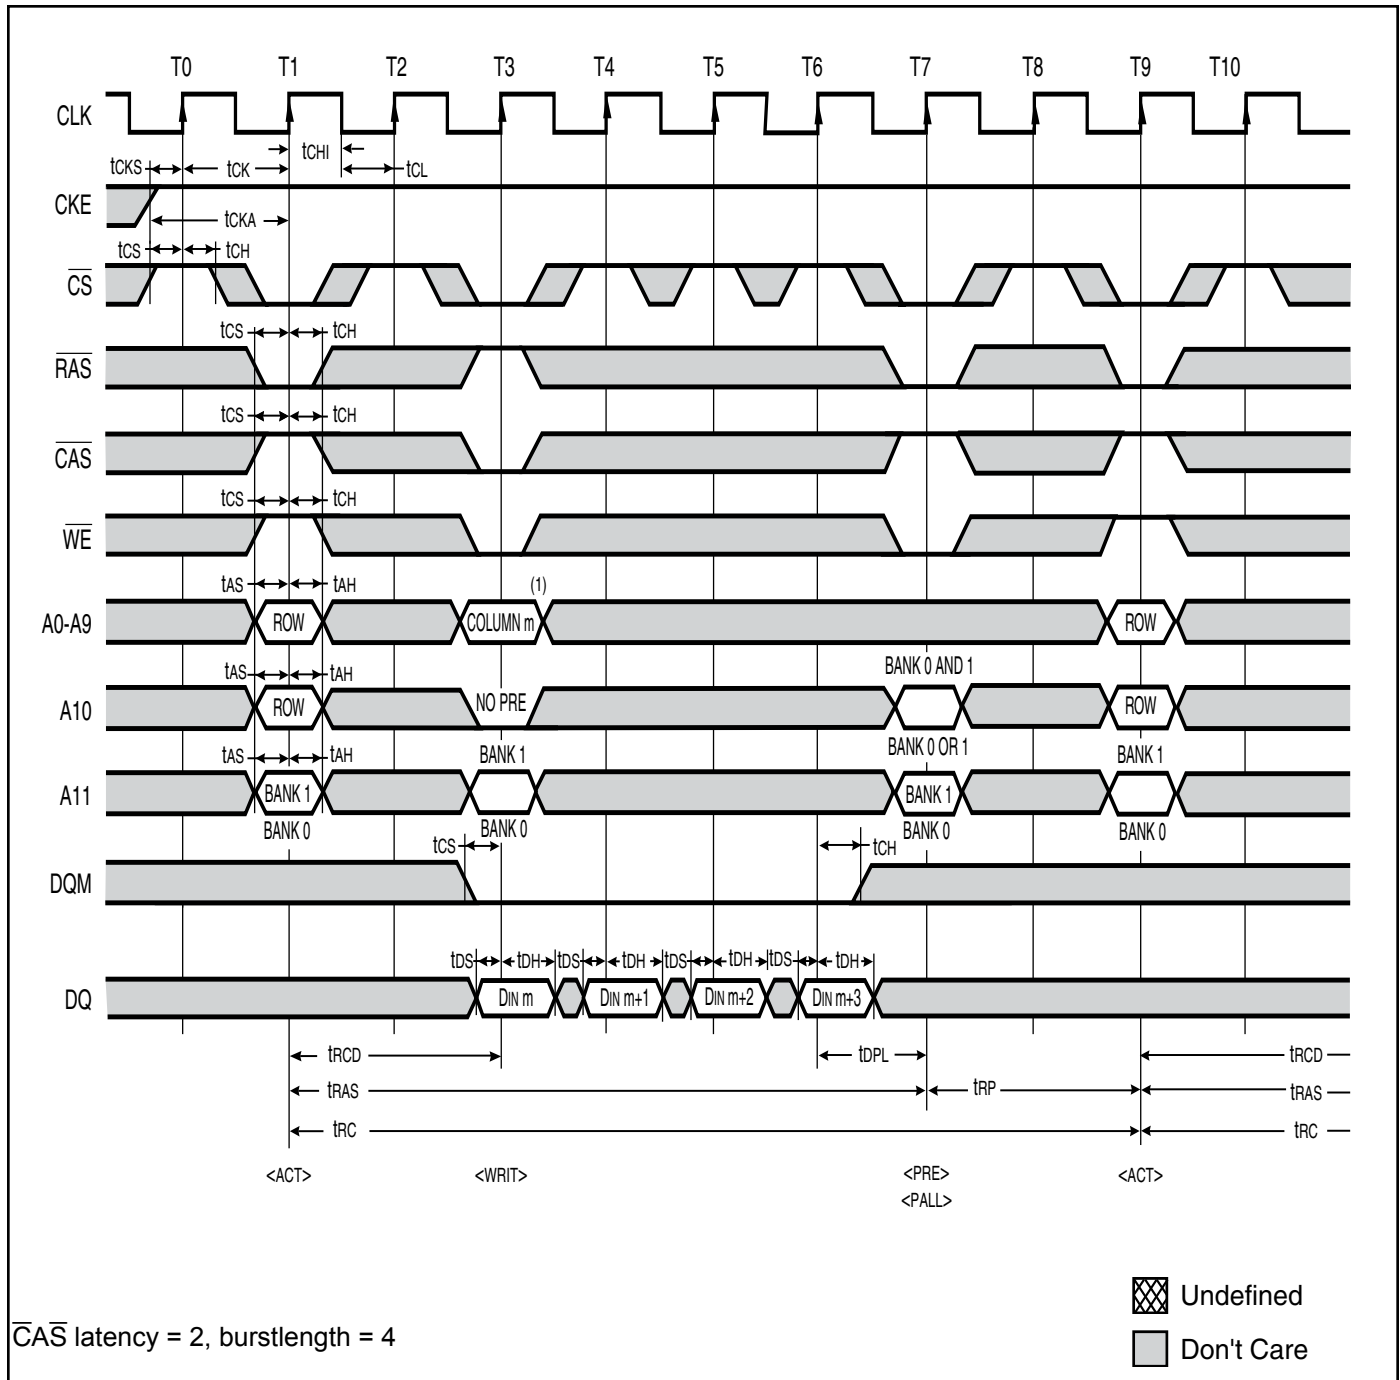 T0 T1 T2 T3 T4 T5 T6 T7 T8 T9 T10
CLK
tCHI
tCKS tCK tCL
CKE
tCKA
tCS tCH
CS
tCS tCH
RAS
tCS tCH
CAS
tCS tCH
WE
tAS tAH (1)
A0-A9 ROW COLUMN m ROW
tAS tAH BANK 0 AND 1
A10 ROW NO PRE ROW
BANK 0 OR 1
tAS tAH BANK 1 BANK 1
A11 BANK 1 BANK 1
BANK 0 BANK 0 BANK 0 BANK 0
tCS tCH
DQM
tDS tDH tDS tDH tDS tDH tDS tDH
DQ DIN m DIN m+1 DIN m+2 DIN m+3
tRCD tDPL tRCD
tRAS tRP tRAS
tRC tRC
<ACT> <WRIT> <PRE> <ACT>
<PALL>
Undefined
CAS latency = 2, burstlength = 4
Don't Care